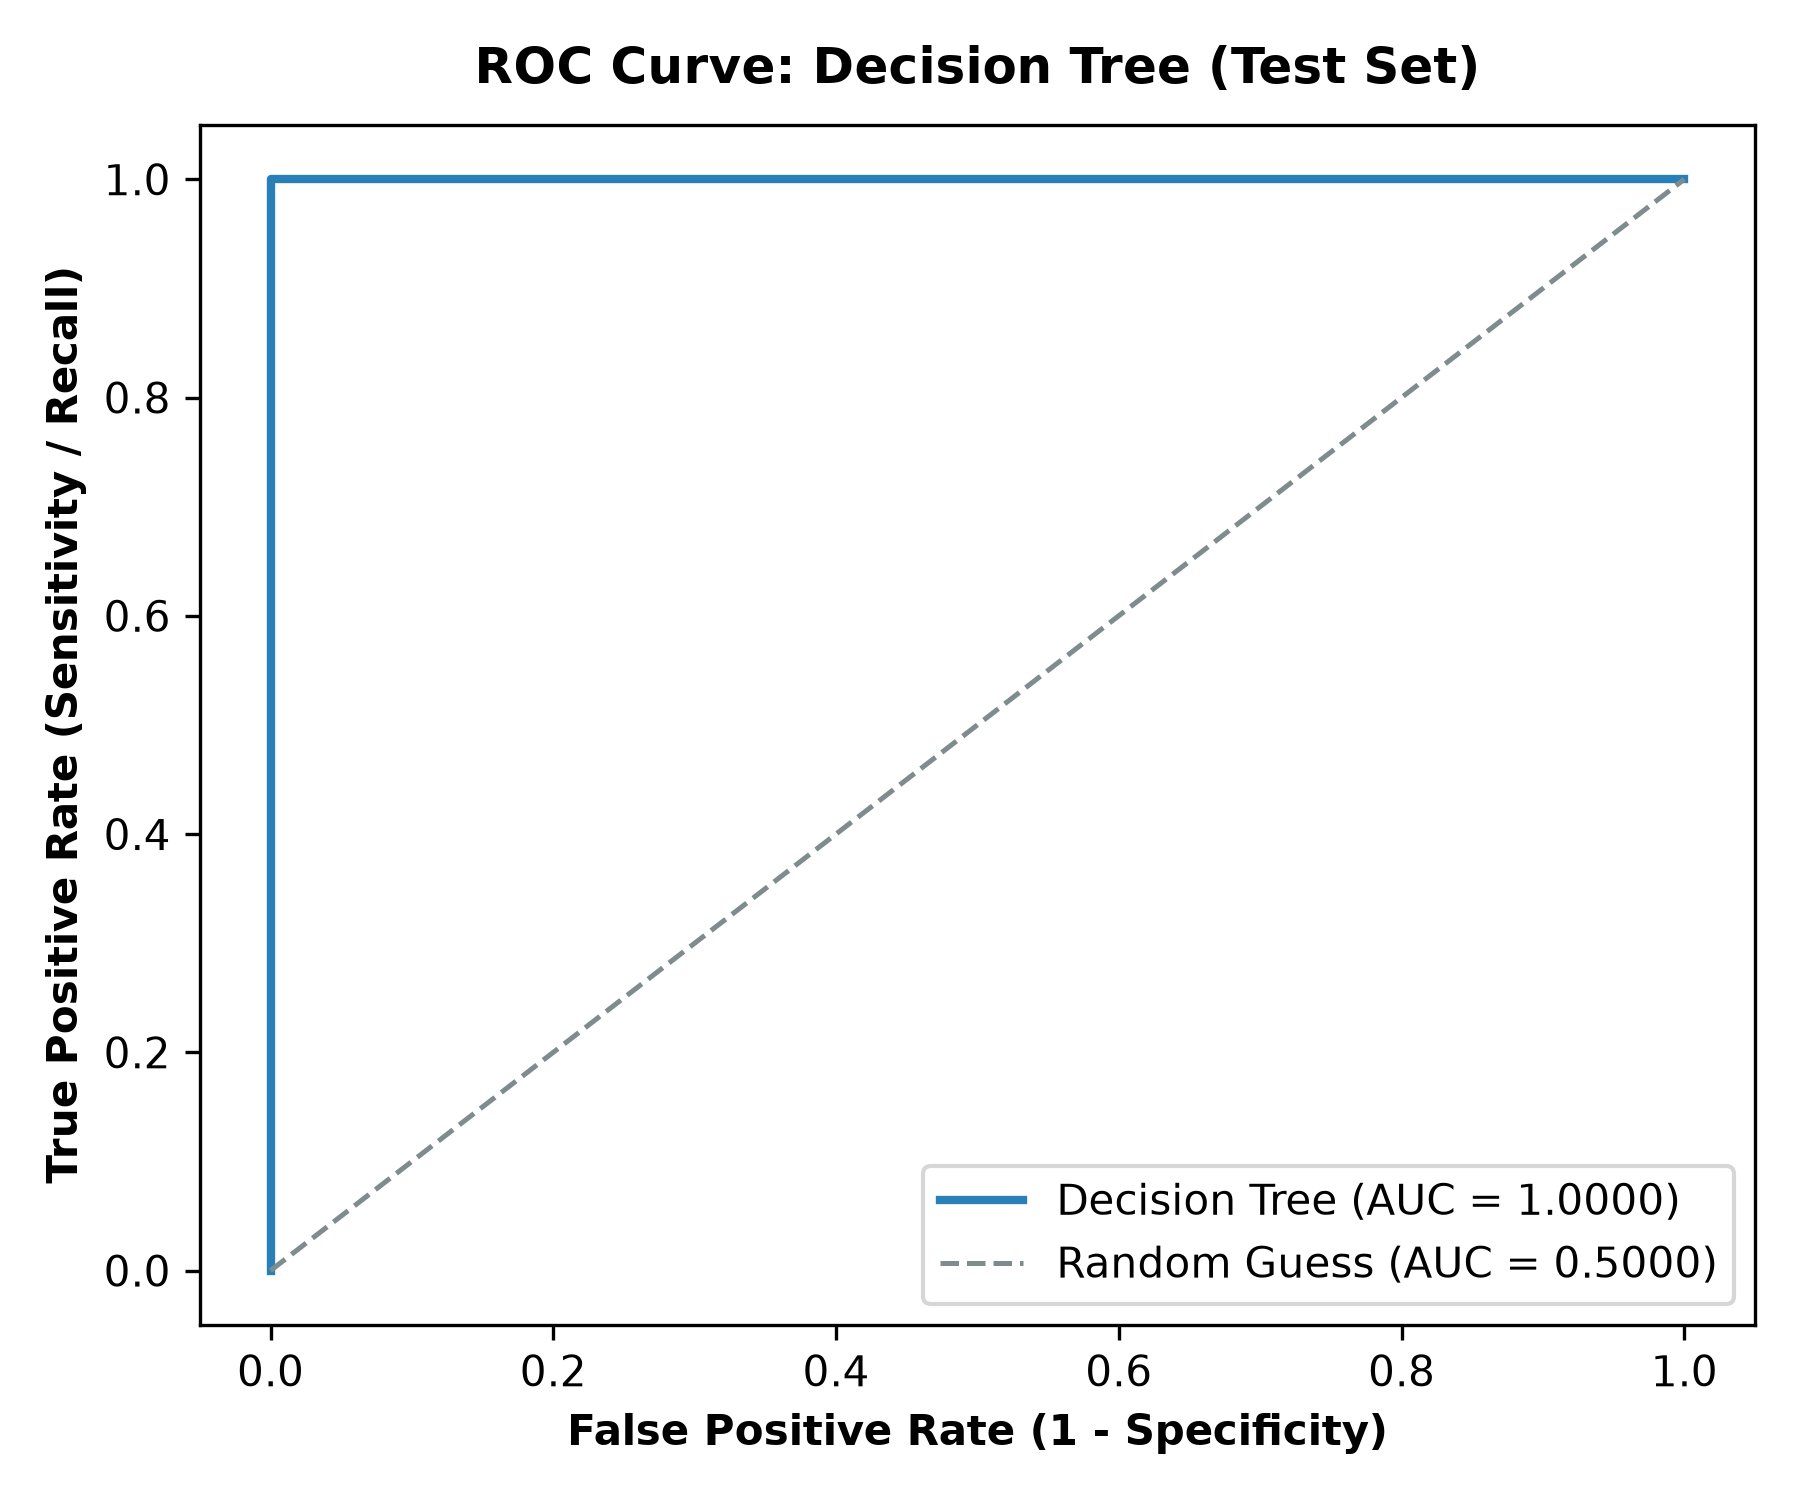 ROC Curve: Decision Tree (Test Set)
True Positive Rate (Sensitivity / Recall)
1.0
0.8
0.6
0.4
0.2
0.0
Decision Tree (AUC = 1.0000)
Random Guess (AUC = 0.5000)
0.0 0.2 0.4 0.6 0.8 1.0
False Positive Rate (1 - Specificity)